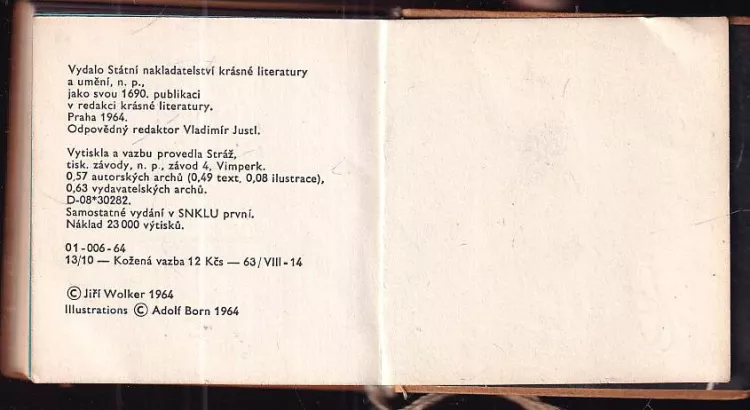 Vydalo Státní nakladatelství krásné literatury
a umění, n. p.,
jako svou 1690. publikaci
v redakci krásné literatury.
Praha 1964.
Odpovědný redaktor Vladimír Justl.
Vytiskla a vazbu provedla Stráž,
tisk. závody, n. p., závod 4, Vimperk.
0,57 autorských archů (0,49 text, 0,08 ilustrace),
0,63 vydavatelských archů.
D-08*30282.
Samostatné vydání v SNKLU první.
Náklad 23 000 výtisků.
01-006-64
13/10 — Kožená vazba 12 Kčs — 63/VIII-14
© Jiří Wolker 1964
Illustrations © Adolf Born 1964